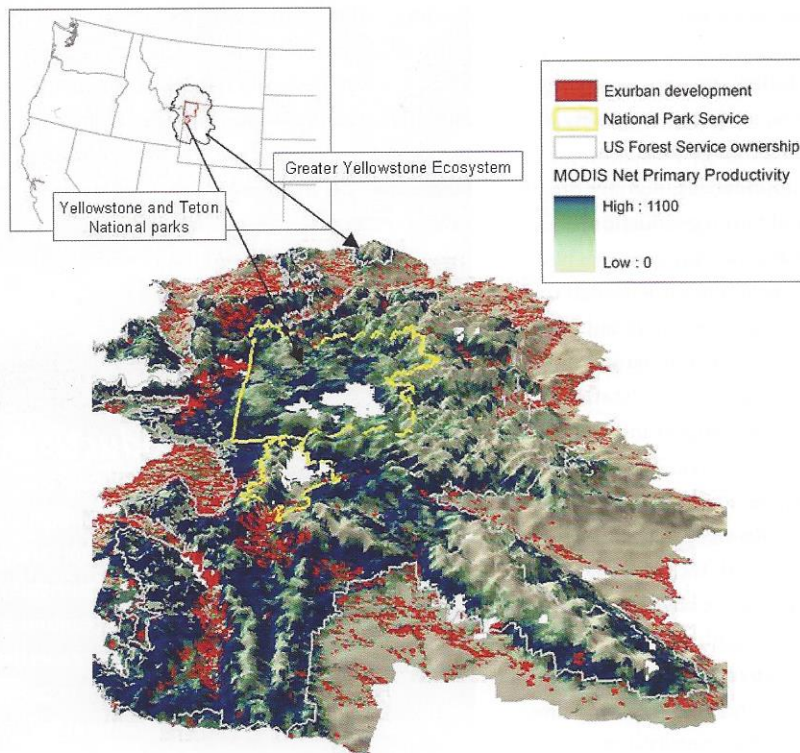 Greater Yellowstone Ecosystem
Yellowstone and Teton
National parks
Exurban development
National Park Service
US Forest Service ownership
MODIS Net Primary Productivity
High : 1100
Low : 0